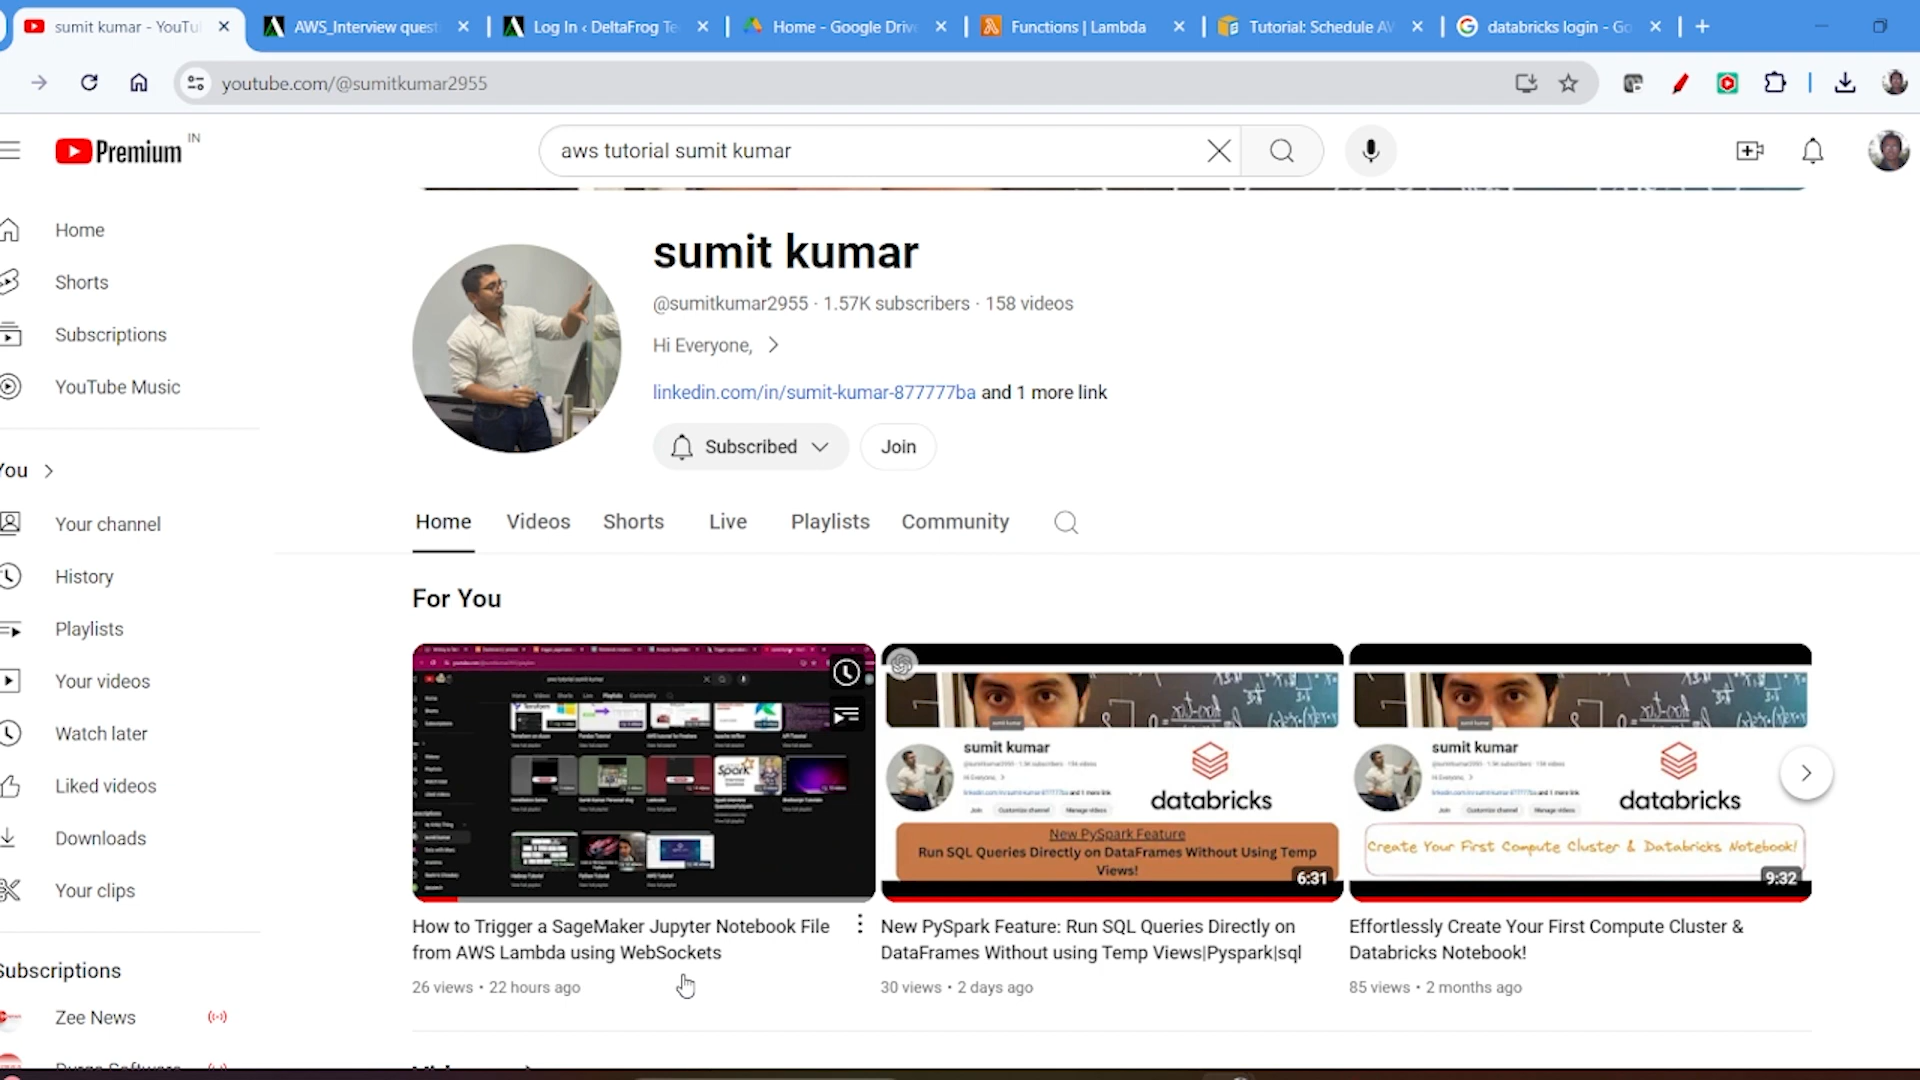 sumit kumar - YouTu
AWS_Interview quest
Log In ‹ DeltaFrog Te
Home - Google Drive
Functions | Lambda
Tutorial: Schedule AV
databricks login - Go
youtube.com/@sumitkumar2955
Premium
IN
aws tutorial sumit kumar
Home
Shorts
Subscriptions
YouTube Music
You
Your channel
History
Playlists
Your videos
Watch later
Liked videos
Downloads
Your clips
Subscriptions
Zee News
sumit kumar
@sumitkumar2955 · 1.57K subscribers · 158 videos
Hi Everyone,
linkedin.com/in/sumit-kumar-877777ba and 1 more link
Subscribed
Join
Home
Videos
Shorts
Live
Playlists
Community
For You
How to Trigger a SageMaker Jupyter Notebook File
from AWS Lambda using WebSockets
26 views • 22 hours ago
sumit kumar
databricks
New PySpark Feature
Run SQL Queries Directly on DataFrames Without Using Temp
Views!
6:31
New PySpark Feature: Run SQL Queries Directly on
DataFrames Without using Temp Views|Pyspark|sql
30 views • 2 days ago
sumit kumar
databricks
Create Your First Compute Cluster & Databricks Notebook!
9:32
Effortlessly Create Your First Compute Cluster &
Databricks Notebook!
85 views • 2 months ago